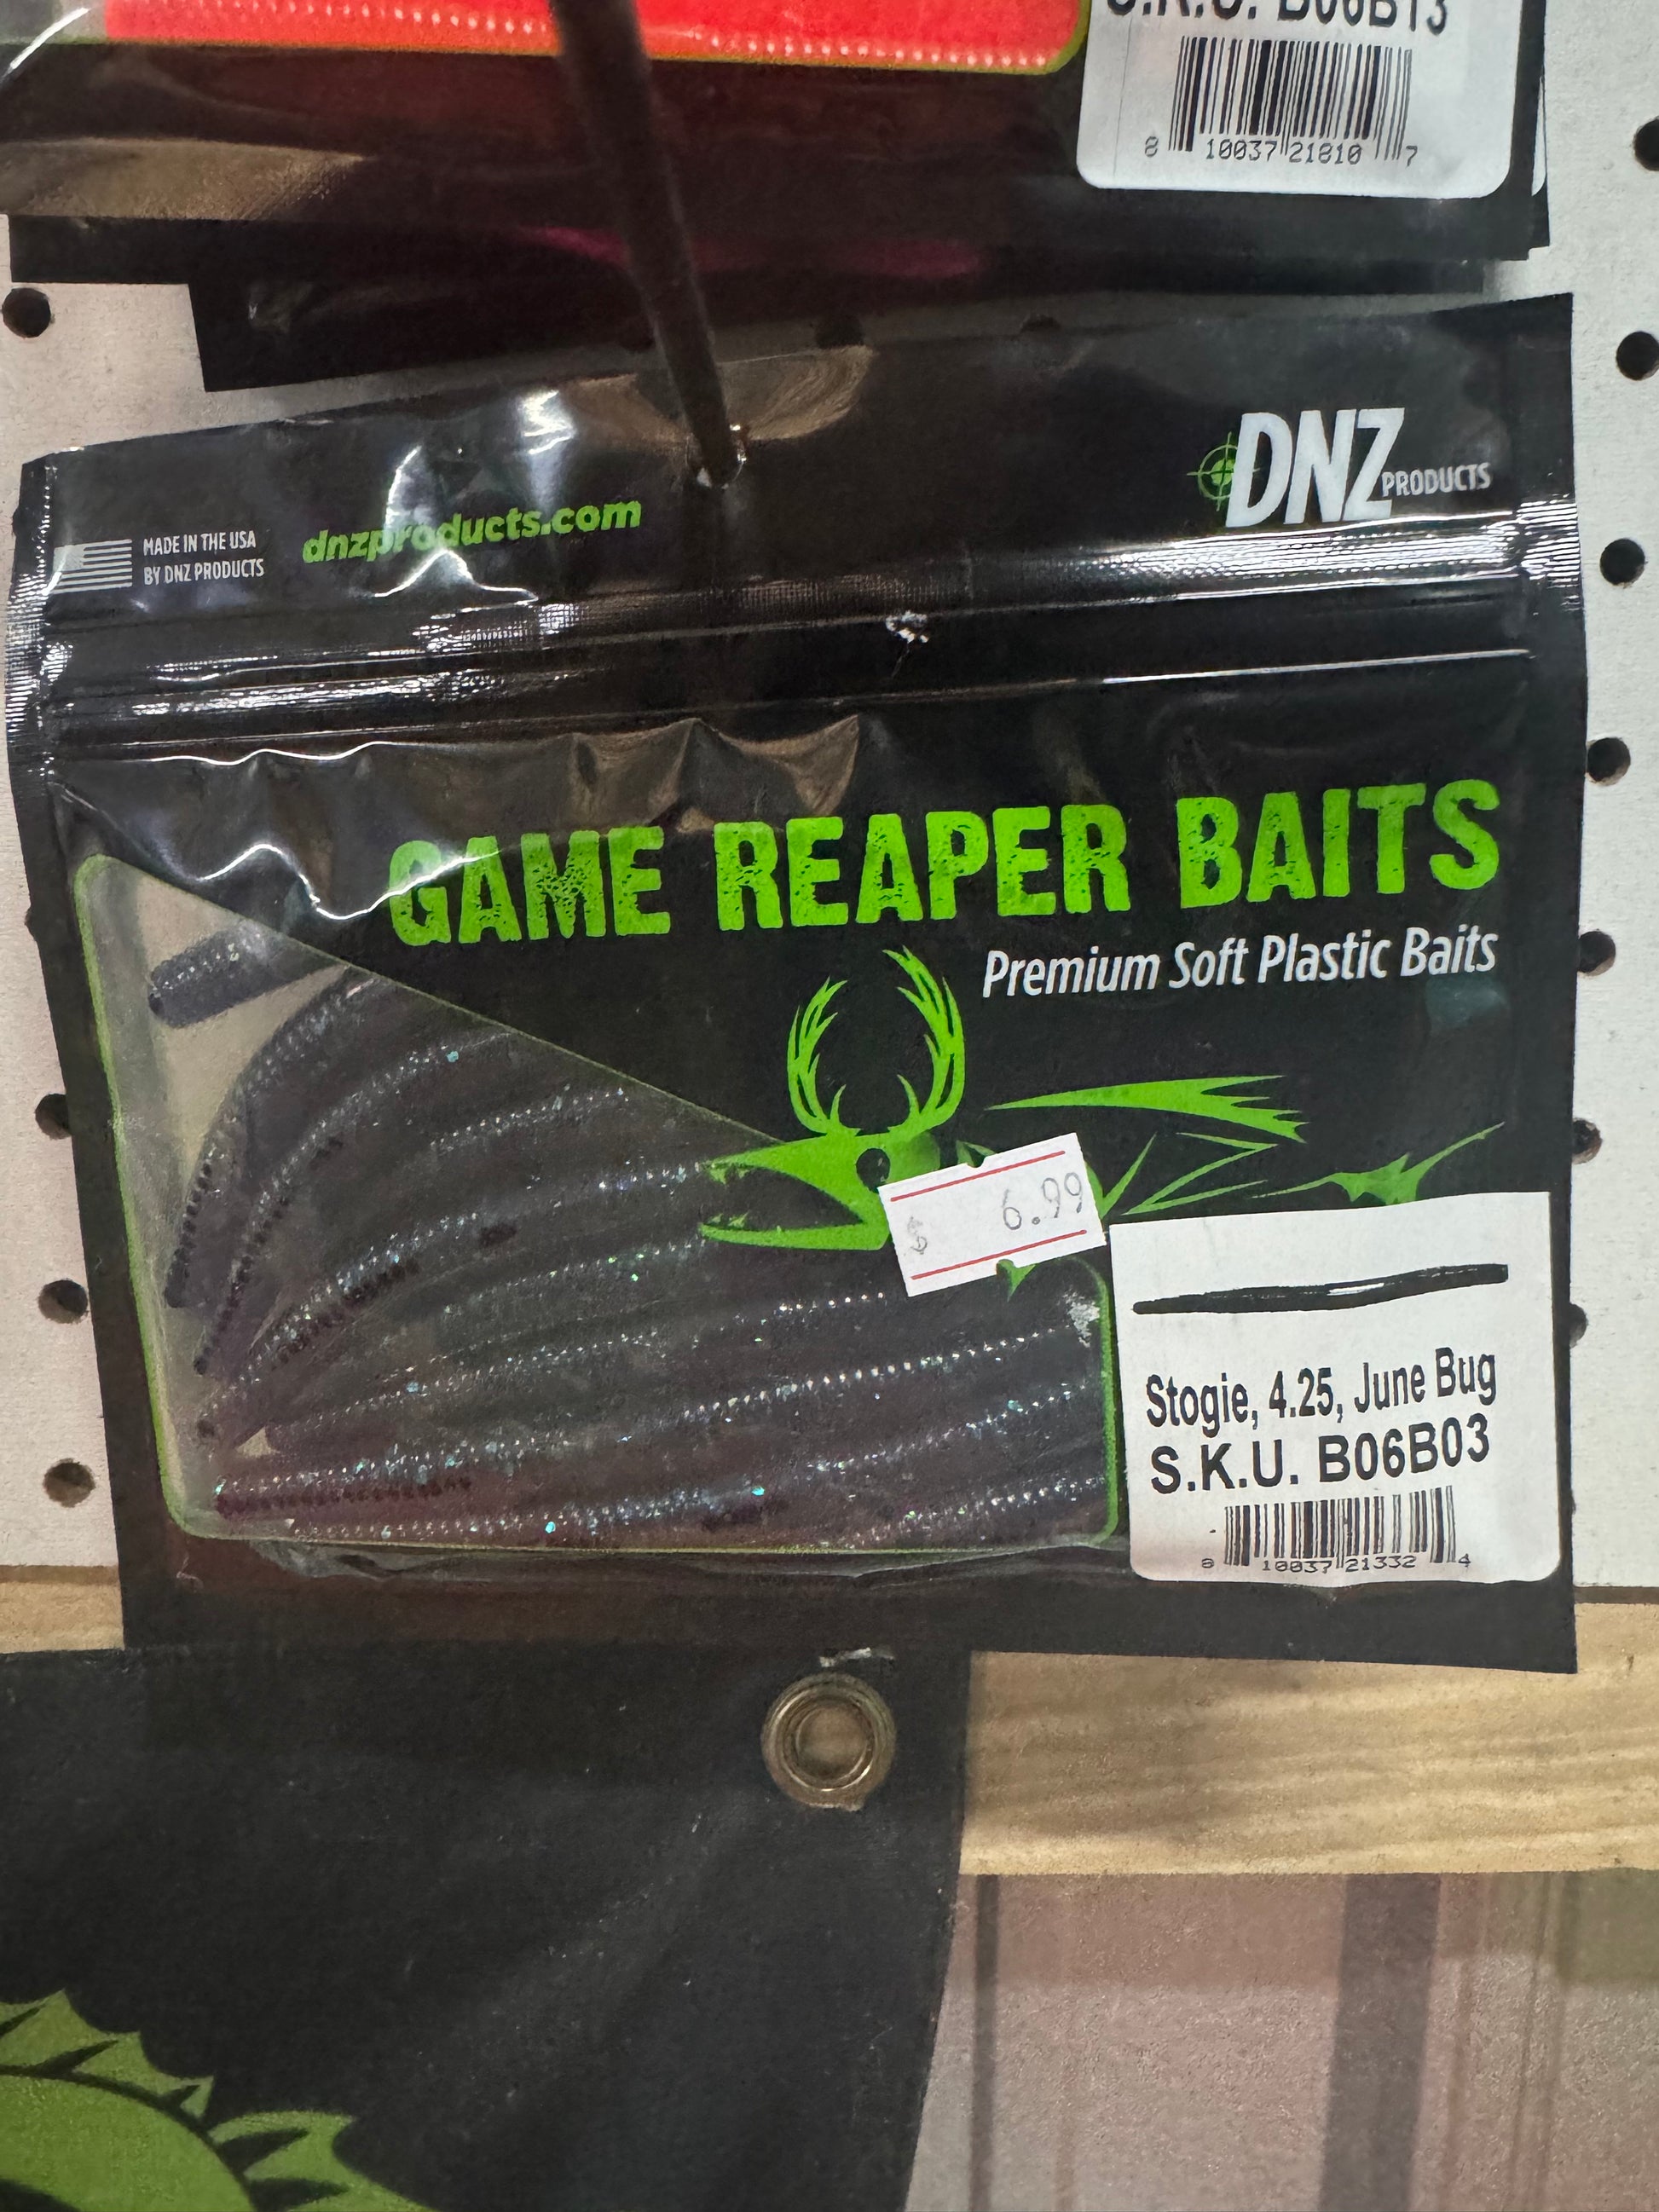 S.K.U. B06B13
8 10037 21810 7
DNZ PRODUCTS
MADE IN THE USA
BY DNZ PRODUCTS
dnzproducts.com
GAME REAPER BAITS
Premium Soft Plastic Baits
$ 6.99
Stogie, 4.25, June Bug
S.K.U. B06B03
8 10037 21332 4